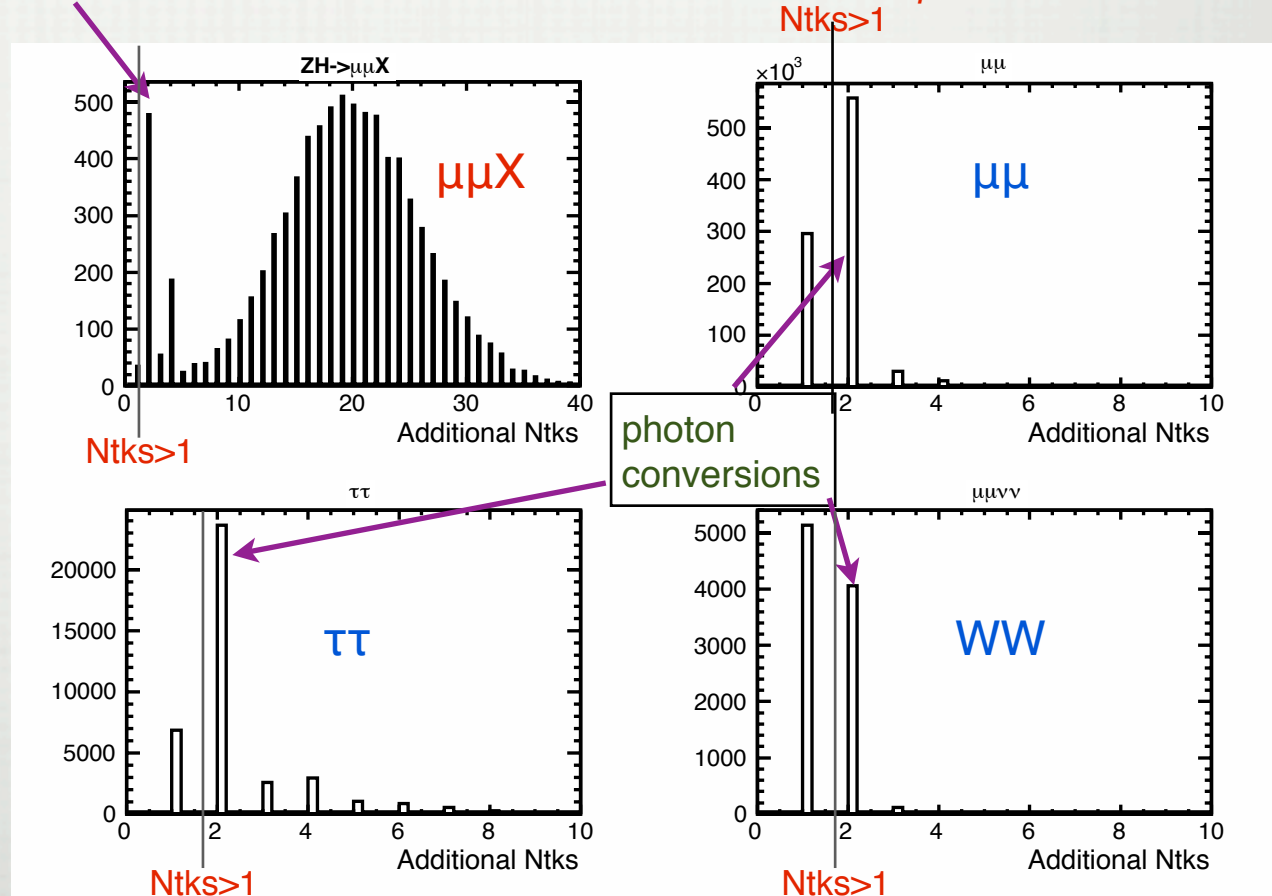 Ntks>1
ZH->μμX
500
400
300
200
100
0
μμX
0 10 20 30 40
Additional Ntks
Ntks>1
×10³
μμ
500
400
300
200
100
0
μμ
0 2 4 6 8 10
Additional Ntks
photon
conversions
ττ
20000
15000
10000
5000
0
ττ
0 2 4 6 8 10
Additional Ntks
Ntks>1
μμνν
5000
4000
3000
2000
1000
0
WW
0 2 4 6 8 10
Additional Ntks
Ntks>1